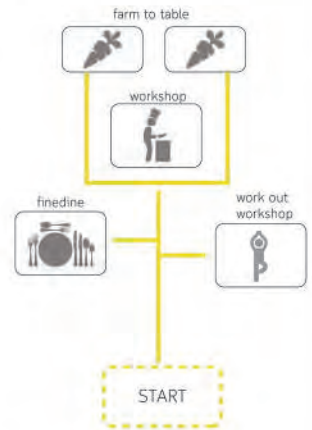 farm to table
workshop
finedine
work out
workshop
START